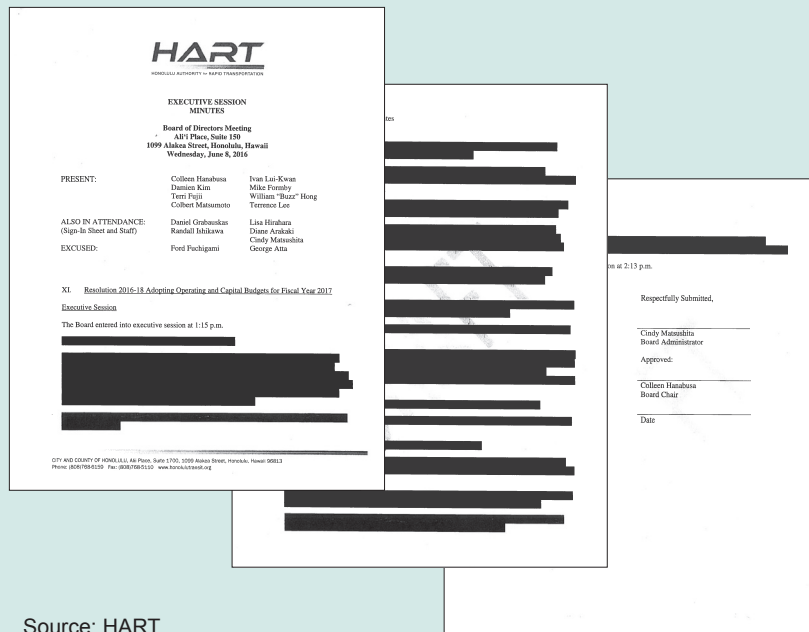 HART
HONOLULU AUTHORITY for RAPID TRANSPORTATION
EXECUTIVE SESSION
MINUTES
Board of Directors Meeting
Ali'i Place, Suite 150
1099 Alakea Street, Honolulu, Hawaii
Wednesday, June 8, 2016
PRESENT: Colleen Hanabusa Ivan Lui-Kwan
Damien Kim Mike Formby
Terri Fujii William "Buzz" Hong
Colbert Matsumoto Terrence Lee
ALSO IN ATTENDANCE: Daniel Grabauskas Lisa Hirahara
(Sign-In Sheet and Staff) Randall Ishikawa Diane Arakaki
Cindy Matsushita
EXCUSED: Ford Fuchigami George Atta
XI. Resolution 2016-18 Adopting Operating and Capital Budgets for Fiscal Year 2017
Executive Session
The Board entered into executive session at 1:15 p.m.
CITY AND COUNTY OF HONOLULU, Alii Place, Suite 1700, 1099 Alakea Street, Honolulu, Hawaii 96813
Phone: (808)768-6159 Fax: (808)768-5110 www.honolulutransit.org
tes
on at 2:13 p.m.
Respectfully Submitted,
Cindy Matsushita
Board Administrator
Approved:
Colleen Hanabusa
Board Chair
Date
Source: HART